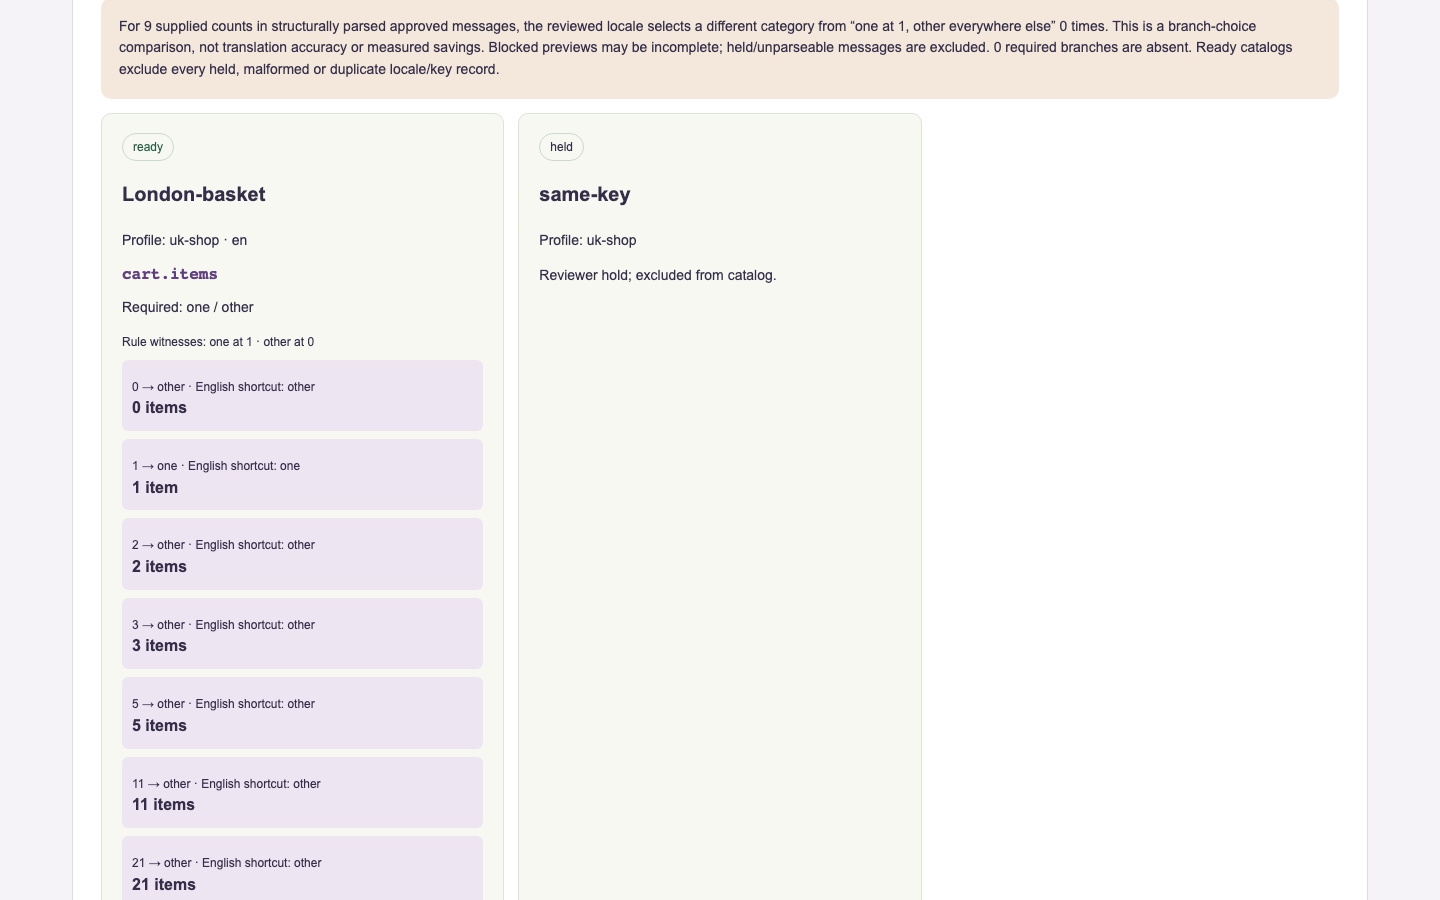 For 9 supplied counts in structurally parsed approved messages, the reviewed locale selects a different category from “one at 1, other everywhere else” 0 times. This is a branch-choice
comparison, not translation accuracy or measured savings. Blocked previews may be incomplete; held/unparseable messages are excluded. 0 required branches are absent. Ready catalogs
exclude every held, malformed or duplicate locale/key record.
ready
London-basket
Profile: uk-shop · en
cart.items
Required: one / other
Rule witnesses: one at 1 · other at 0
0 → other · English shortcut: other
0 items
1 → one · English shortcut: one
1 item
2 → other · English shortcut: other
2 items
3 → other · English shortcut: other
3 items
5 → other · English shortcut: other
5 items
11 → other · English shortcut: other
11 items
21 → other · English shortcut: other
21 items
held
same-key
Profile: uk-shop
Reviewer hold; excluded from catalog.